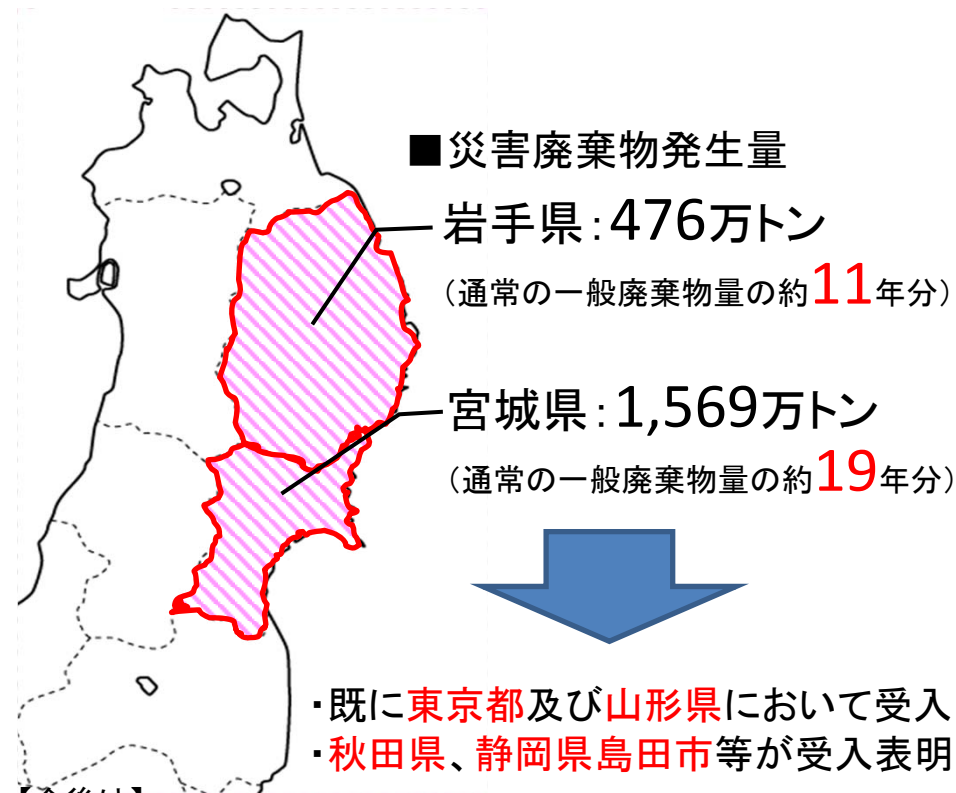 ■災害廃棄物発生量
岩手県：476万トン
（通常の一般廃棄物量の約11年分）
宮城県：1,569万トン
（通常の一般廃棄物量の約19年分）
・既に東京都及び山形県において受入
・秋田県、静岡県島田市等が受入表明